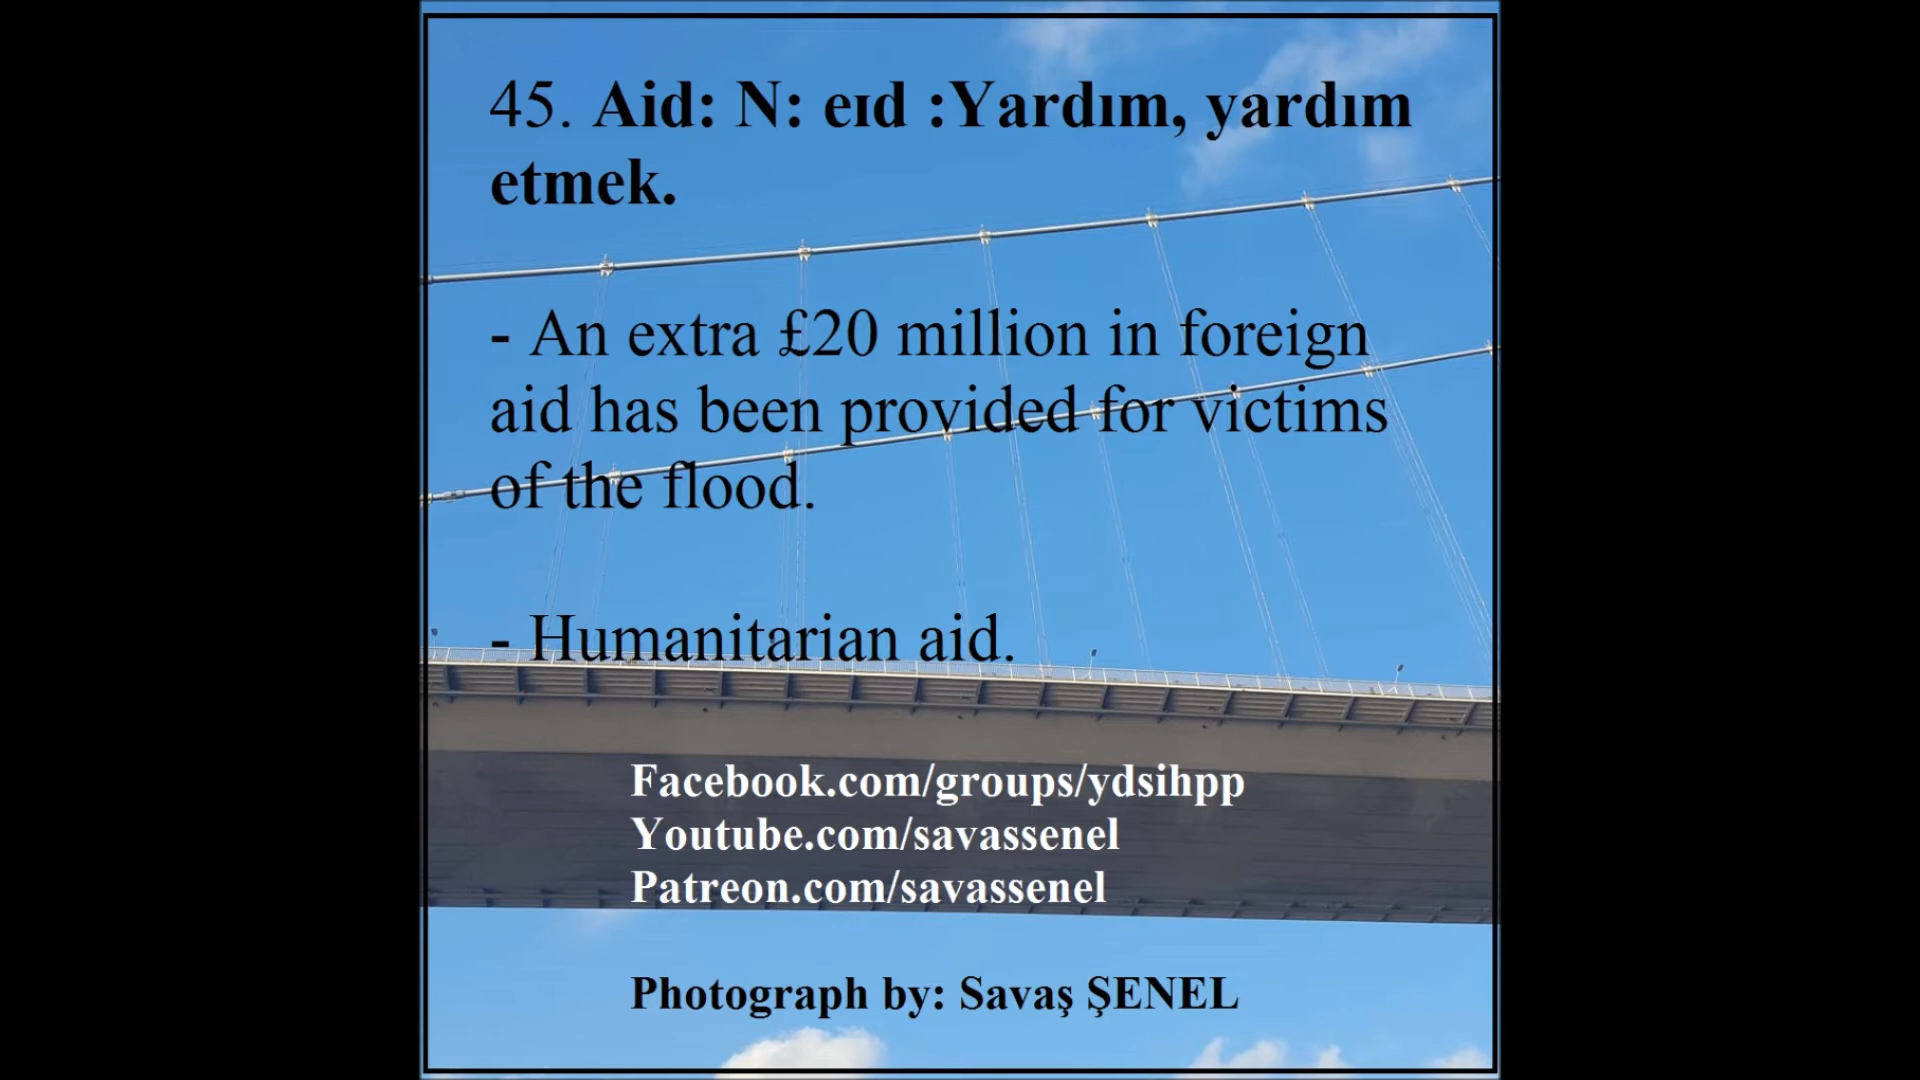 45. Aid: N: eɪd :Yardım, yardım
etmek.
- An extra £20 million in foreign
aid has been provided for victims
of the flood.
- Humanitarian aid.
Facebook.com/groups/ydsihpp
Youtube.com/savassenel
Patreon.com/savassenel
Photograph by: Savaş ŞENEL